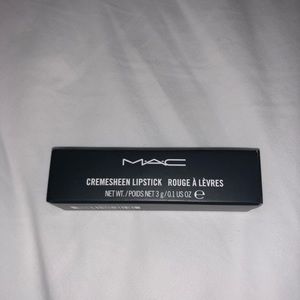 MAC
CREMESHEEN LIPSTICK ROUGE À LÈVRES
NET WT./POIDS NET 3 g/0.1 US OZ ℮